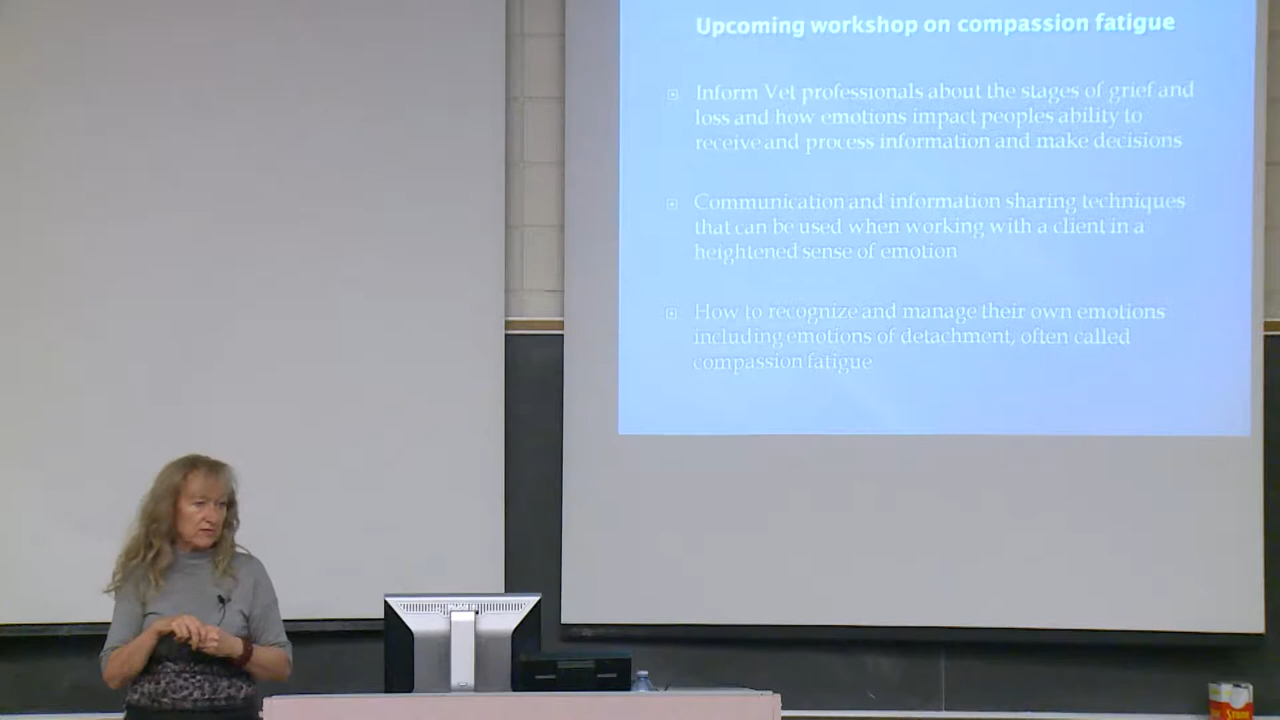 Upcoming workshop on compassion fatigue
Inform Vet professionals about the stages of grief and
loss and how emotions impact peoples ability to
receive and process information and make decisions
Communication and information sharing techniques
that can be used when working with a client in a
heightened sense of emotion
How to recognize and manage their own emotions
including emotions of detachment, often called
compassion fatigue